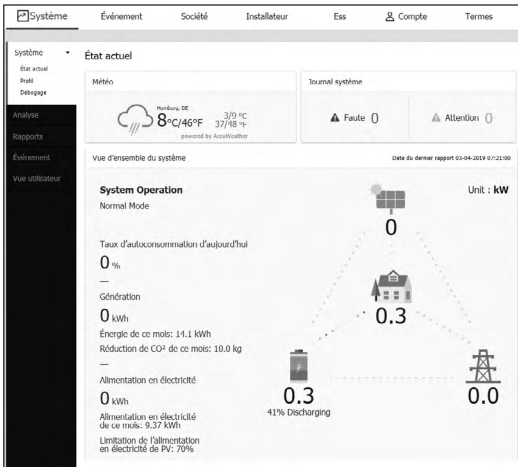 Système Événement Société Installateur Ess Compte Termes
Système
État actuel
Profil
Débogage
Analyse
Rapports
Événement
Vue utilisateur
État actuel
Météo
Hamburg, DE
8°C/46°F 3/9 °C
37/48 °F
powered by AccuWeather
Journal système
Faute () Attention ()
Vue d'ensemble du système Date du dernier rapport 03-04-2019 07:21:00
System Operation
Normal Mode
Unit : kW
Taux d'autoconsommation d'aujourd'hui
0 %
Génération
0 kWh
Énergie de ce mois: 14.1 kWh
Réduction de CO² de ce mois: 10.0 kg
Alimentation en électricité
0 kWh
Alimentation en électricité
de ce mois: 9.37 kWh
Limitation de l'alimentation
en électricité de PV: 70%
0
0.3
0.3
41% Discharging
0.0